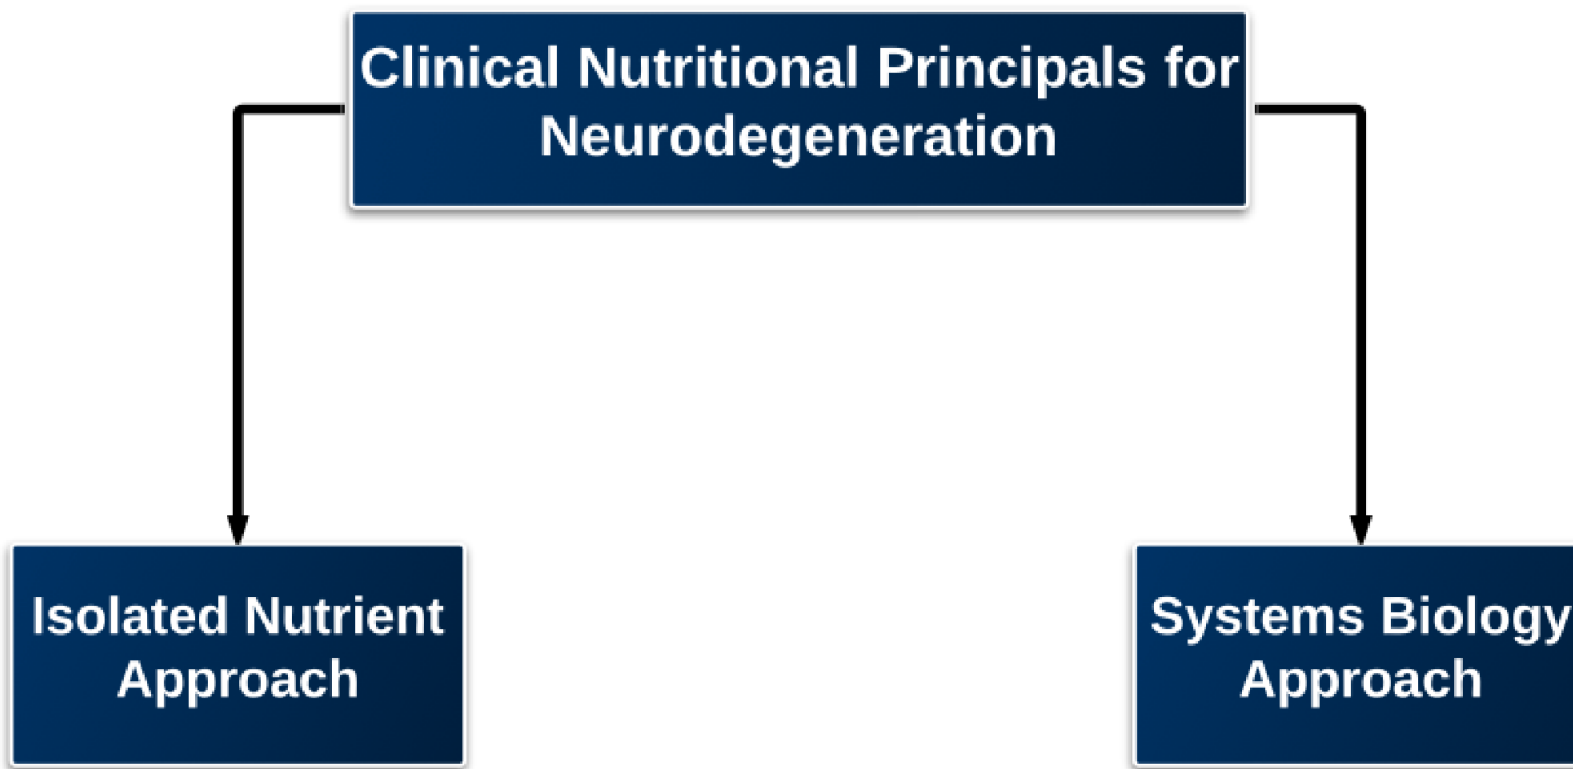 Clinical Nutritional Principals for
Neurodegeneration
Isolated Nutrient
Approach
Systems Biology
Approach